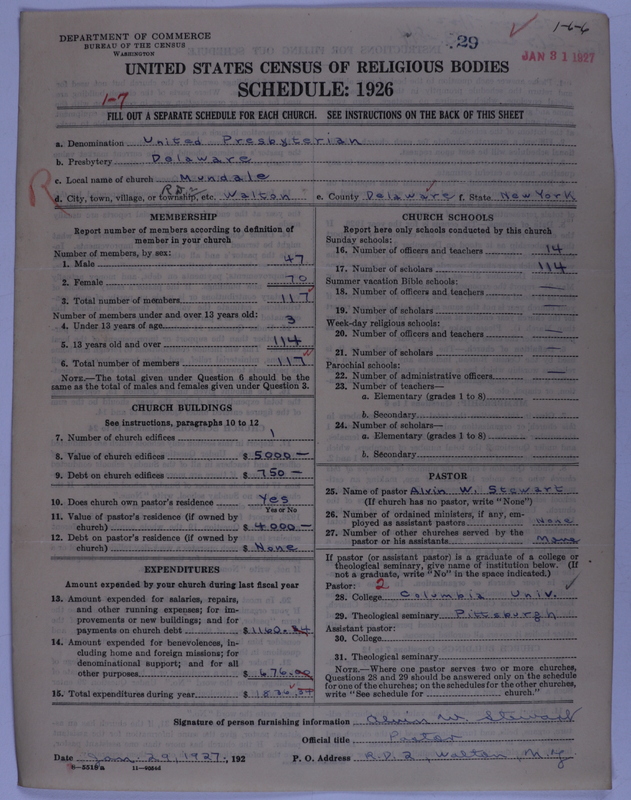 DEPARTMENT OF COMMERCE
BUREAU OF THE CENSUS
WASHINGTON
29
1-6-6
JAN 31 1927
UNITED STATES CENSUS OF RELIGIOUS BODIES
SCHEDULE: 1926
1-7
FILL OUT A SEPARATE SCHEDULE FOR EACH CHURCH. SEE INSTRUCTIONS ON THE BACK OF THIS SHEET
a. Denomination United Presbyterian
b. Presbytery Delaware
c. Local name of church Mundale
R
d. City, town, village, or township, etc. R.D. 2 Walton e. County Delaware f. State New York
MEMBERSHIP
Report number of members according to definition of
member in your church
Number of members, by sex:
1. Male 47
2. Female 70
3. Total number of members 117
Number of members under and over 13 years old:
4. Under 13 years of age 3
5. 13 years old and over 114
6. Total number of members 117
NOTE.—The total given under Question 6 should be the
same as the total of males and females given under Question 3.
CHURCH BUILDINGS
See instructions, paragraphs 10 to 12
7. Number of church edifices 1
8. Value of church edifices $ 5000 —
9. Debt on church edifices $ 750 —
10. Does church own pastor's residence Yes
Yes or No
11. Value of pastor's residence (if owned by
church) $ 4000 —
12. Debt on pastor's residence (if owned by
church) $ None
EXPENDITURES
Amount expended by your church during last fiscal year
13. Amount expended for salaries, repairs,
and other running expenses; for im-
provements or new buildings; and for
payments on church debt $ 1160.34
14. Amount expended for benevolences, in-
cluding home and foreign missions; for
denominational support; and for all
other purposes $ 676.00
15. Total expenditures during year $ 1836.34
CHURCH SCHOOLS
Report here only schools conducted by this church
Sunday schools:
16. Number of officers and teachers 14
17. Number of scholars 114
Summer vacation Bible schools:
18. Number of officers and teachers —
19. Number of scholars —
Week-day religious schools:
20. Number of officers and teachers —
21. Number of scholars —
Parochial schools:
22. Number of administrative officers —
23. Number of teachers—
a. Elementary (grades 1 to 8)
b. Secondary
24. Number of scholars—
a. Elementary (grades 1 to 8)
b. Secondary
PASTOR
25. Name of pastor Alvin W. Stewart
(If church has no pastor, write "None")
26. Number of ordained ministers, if any, em-
ployed as assistant pastors None
27. Number of other churches served by the
pastor or his assistants None
If pastor (or assistant pastor) is a graduate of a college or
theological seminary, give name of institution below. (If
not a graduate, write "No" in the space indicated.)
Pastor: 2
28. College Columbia Univ.
29. Theological seminary Pittsburgh
Assistant pastor:
30. College
31. Theological seminary
NOTE.—Where one pastor serves two or more churches,
Questions 28 and 29 should be answered only on the schedule
for one of the churches; on the schedules for the other churches,
write "See schedule for church."
Signature of person furnishing information Alvin W. Stewart
Official title Pastor
Date Jan 29, 1927, 192 P. O. Address R.D. 2, Walton, N.Y
8—5518 a